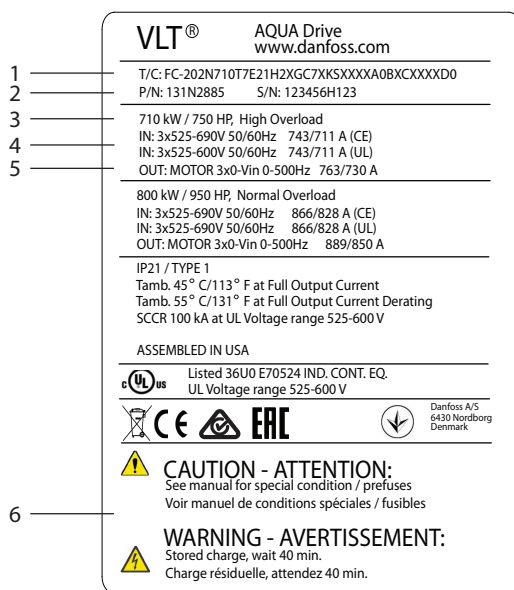 VLT® AQUA Drive
www.danfoss.com
1 T/C: FC-202N710T7E21H2XGC7XKSXXXXA0BXCXXXXD0
2 P/N: 131N2885 S/N: 123456H123
3 710 kW / 750 HP, High Overload
4 IN: 3x525-690V 50/60Hz 743/711 A (CE)
IN: 3x525-600V 50/60Hz 743/711 A (UL)
5 OUT: MOTOR 3x0-Vin 0-500Hz 763/730 A
800 kW / 950 HP, Normal Overload
IN: 3x525-690V 50/60Hz 866/828 A (CE)
IN: 3x525-690V 50/60Hz 866/828 A (UL)
OUT: MOTOR 3x0-Vin 0-500Hz 889/850 A
IP21 / TYPE 1
Tamb. 45° C/113° F at Full Output Current
Tamb. 55° C/131° F at Full Output Current Derating
SCCR 100 kA at UL Voltage range 525-600 V
ASSEMBLED IN USA
c UL us Listed 36U0 E70524 IND. CONT. EQ.
UL Voltage range 525-600 V
CE EAC
Danfoss A/S
6430 Nordborg
Denmark
CAUTION - ATTENTION:
See manual for special condition / prefuses
Voir manuel de conditions spéciales / fusibles
6
WARNING - AVERTISSEMENT:
Stored charge, wait 40 min.
Charge résiduelle, attendez 40 min.